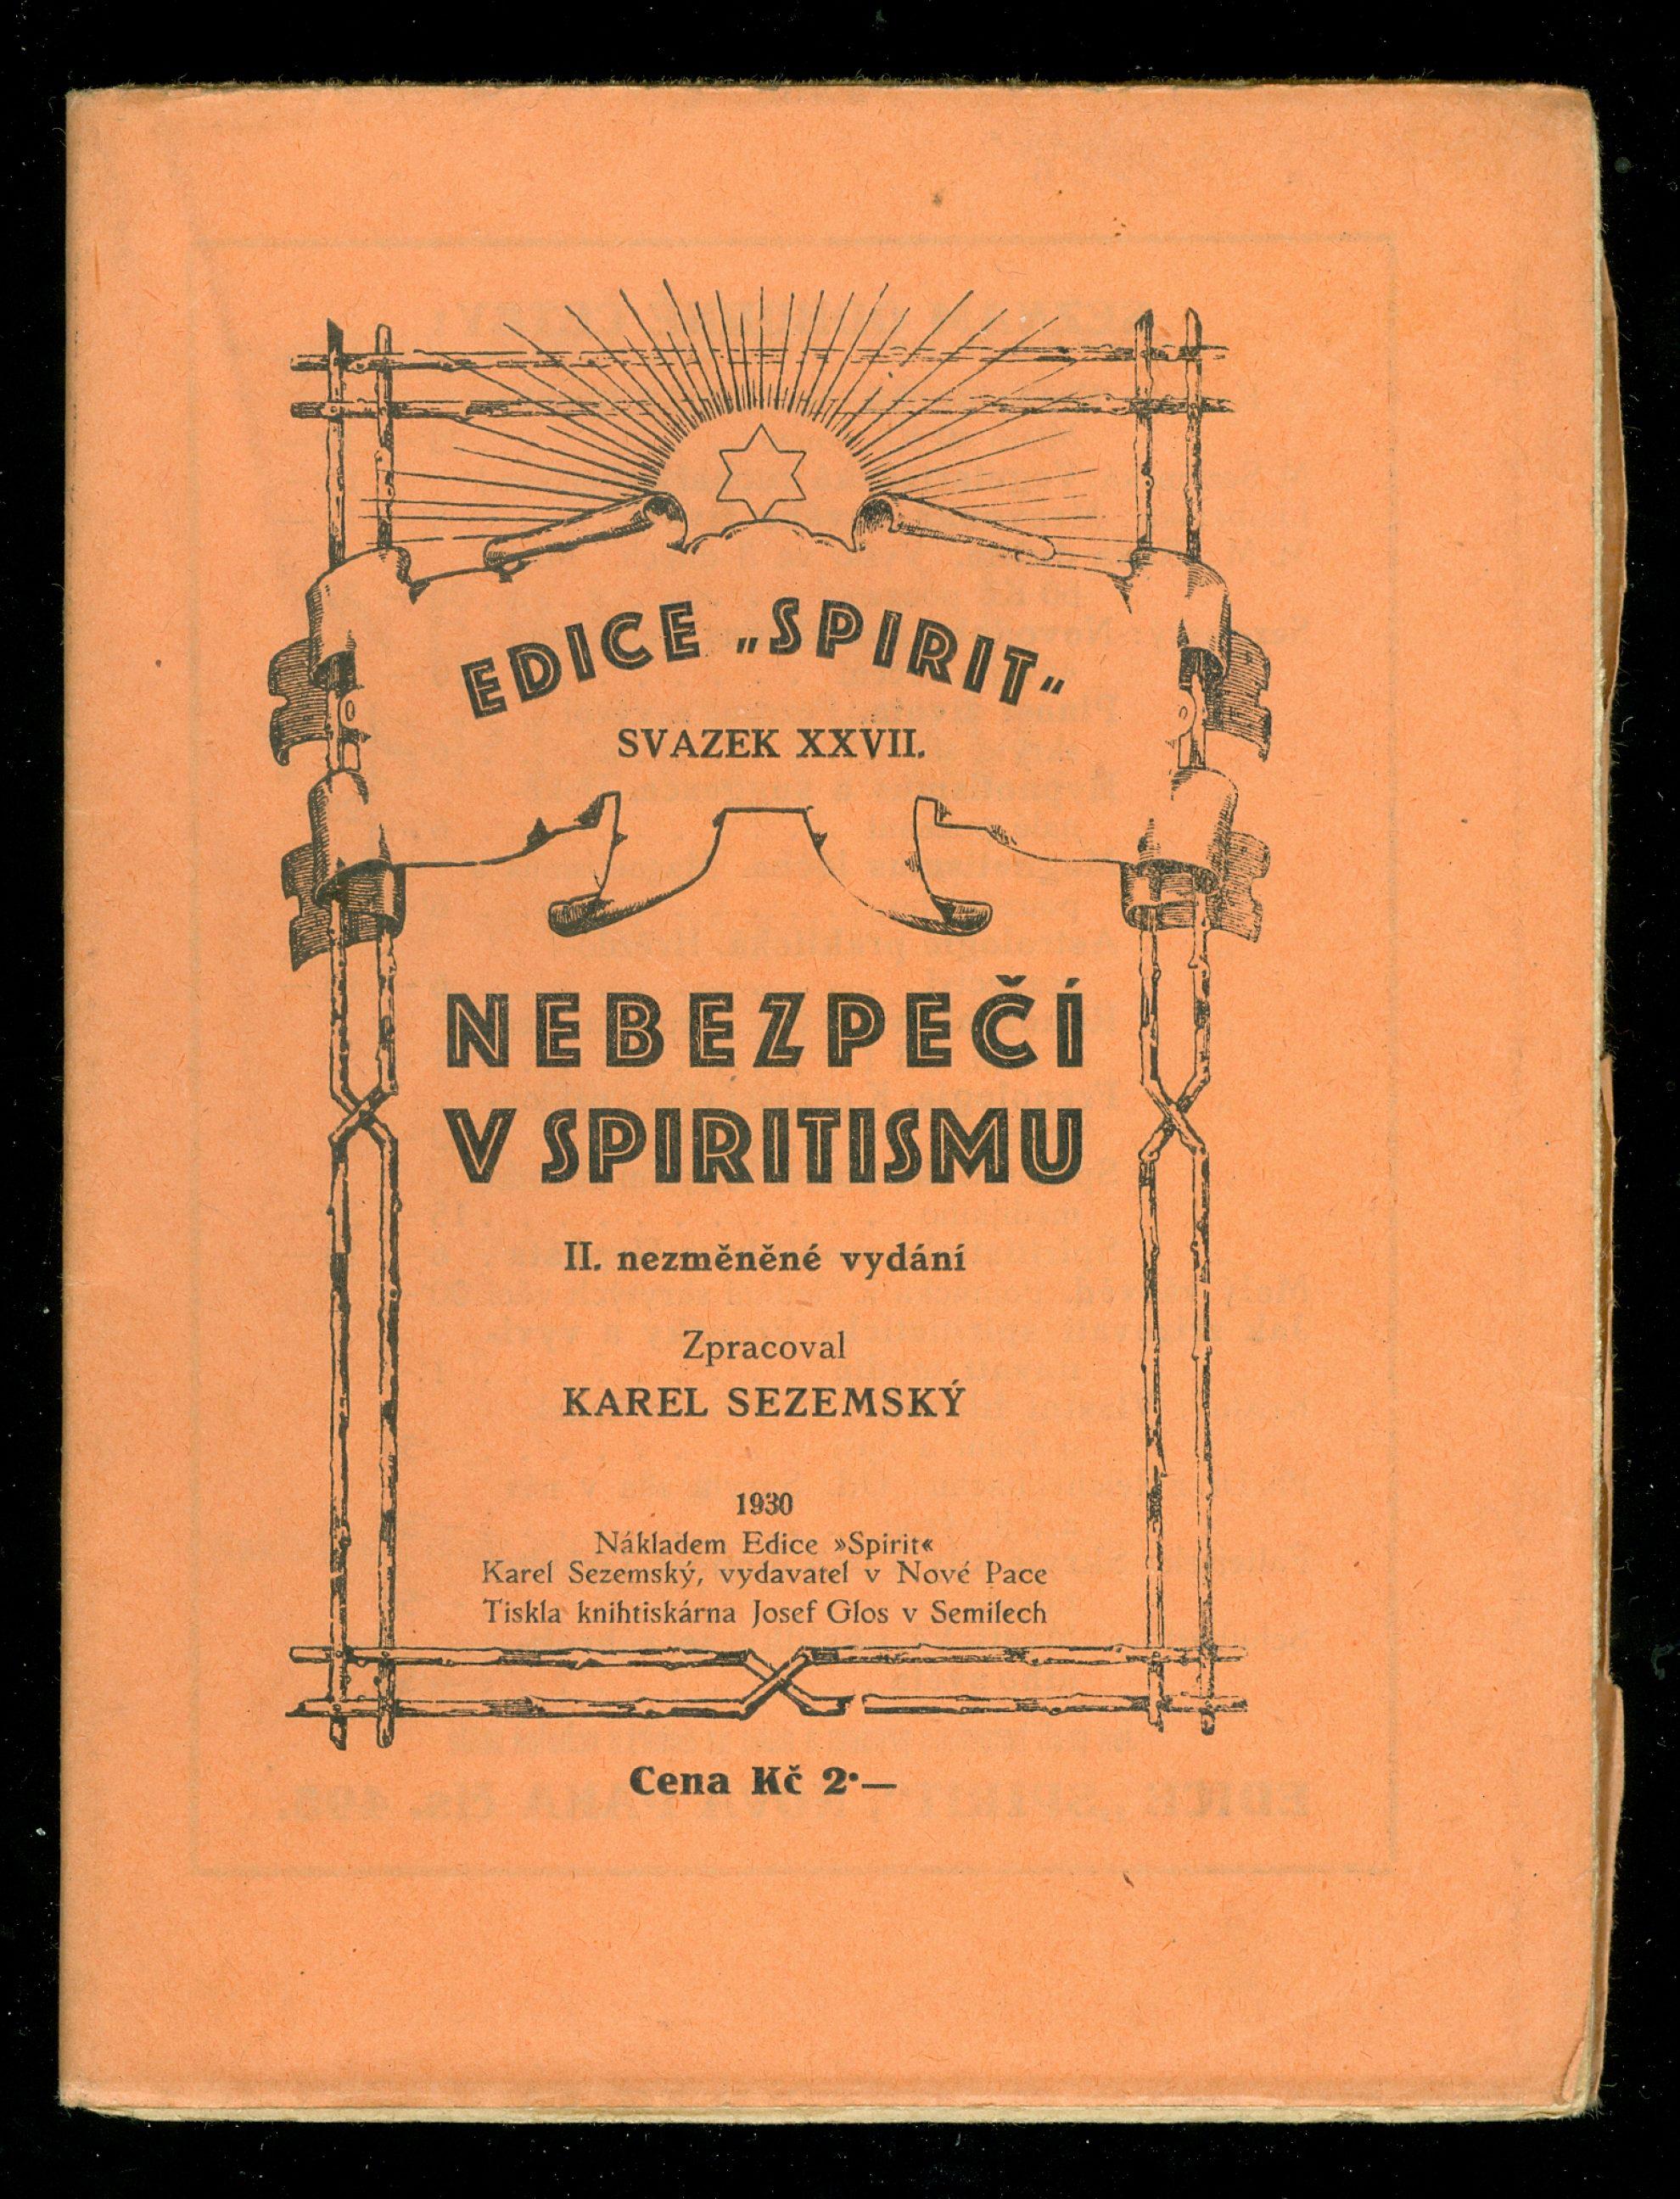 EDICE „SPIRIT“
SVAZEK XXVII.
NEBEZPEČÍ
V SPIRITISMU
II. nezměněné vydání
Zpracoval
KAREL SEZEMSKÝ
1930
Nákladem Edice »Spirit«
Karel Sezemský, vydavatel v Nové Pace
Tiskla knihtiskárna Josef Glos v Semilech
Cena Kč 2·—